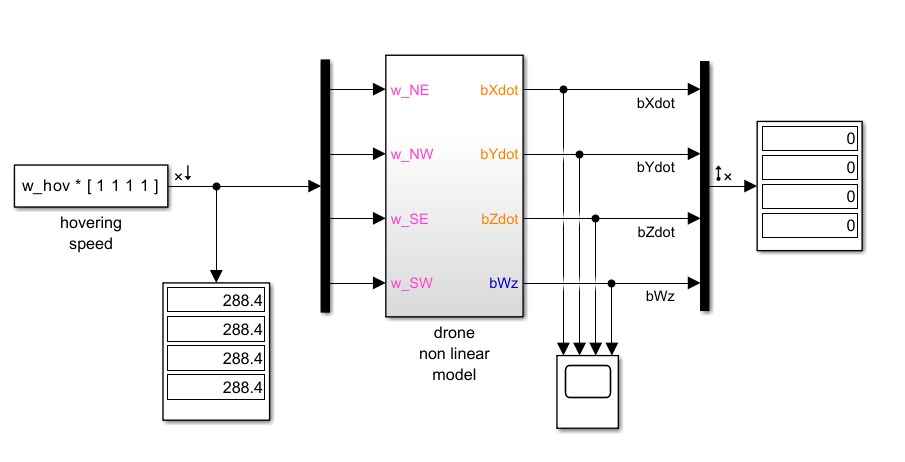 w_hov * [ 1 1 1 1 ]
hovering
speed
288.4
288.4
288.4
288.4
w_NE
w_NW
w_SE
w_SW
bXdot
bYdot
bZdot
bWz
drone
non linear
model
bXdot
bYdot
bZdot
bWz
0
0
0
0